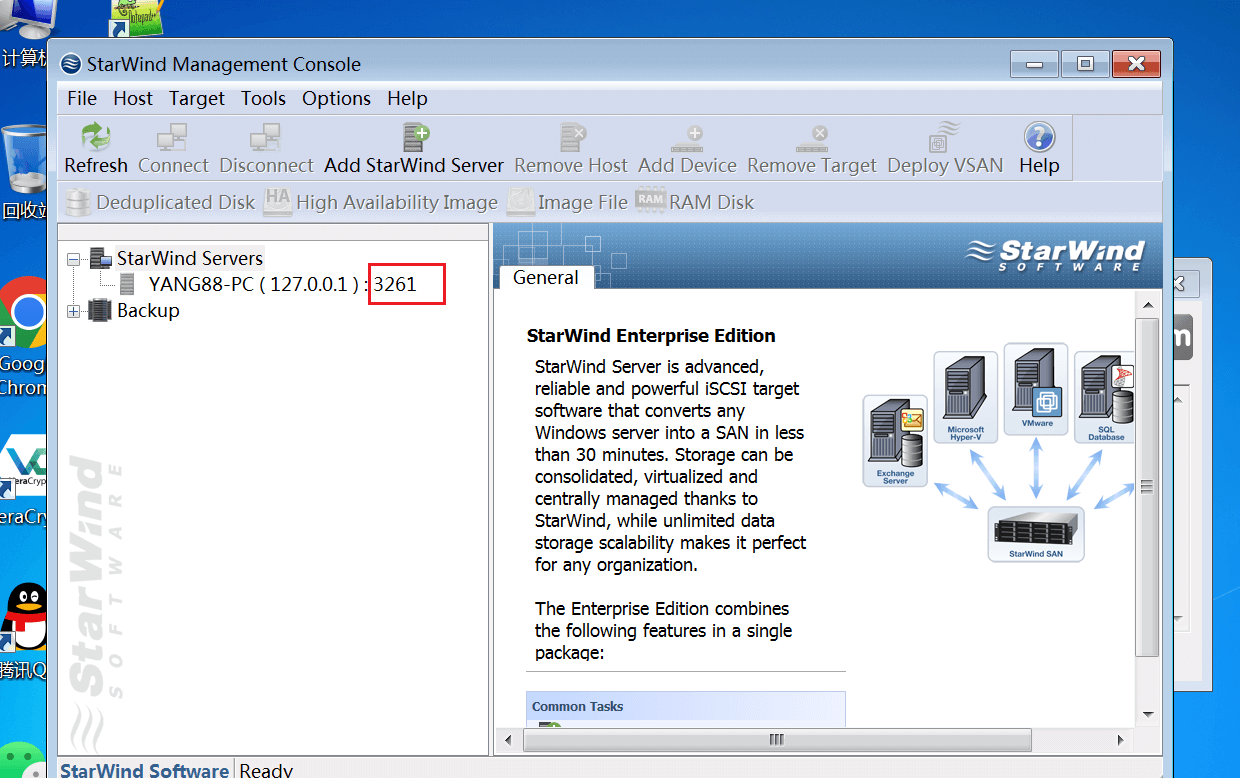 计算机
StarWind Management Console
File Host Target Tools Options Help
Refresh Connect Disconnect Add StarWind Server Remove Host Add Device Remove Target Deploy VSAN Help
Deduplicated Disk HA High Availability Image Image File RAM RAM Disk
回收站
StarWind Servers
YANG88-PC ( 127.0.0.1 ) : 3261
Backup
StarWind
SOFTWARE
General
StarWind Enterprise Edition
StarWind Server is advanced,
reliable and powerful iSCSI target
software that converts any
Windows server into a SAN in less
than 30 minutes. Storage can be
consolidated, virtualized and
centrally managed thanks to
StarWind, while unlimited data
storage scalability makes it perfect
for any organization.
The Enterprise Edition combines
the following features in a single
package:
Exchange
Server
Microsoft
Hyper-V
VMware
SQL
Database
StarWind SAN
Common Tasks
Goog
Chrom
VC
eraCryp
eraCry
腾讯Q
StarWind
SOFTWARE
m
StarWind Software Ready